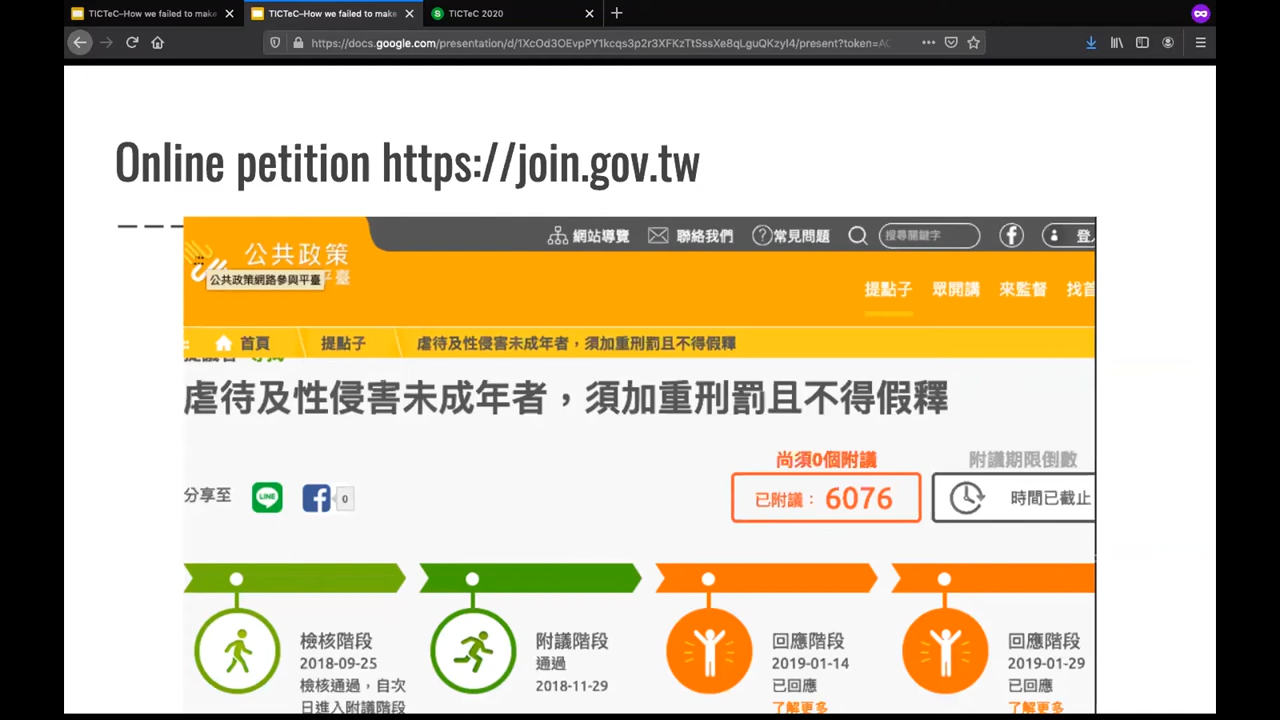 TICTeC–How we failed to make
TICTeC–How we failed to make
TICTeC 2020
https://docs.google.com/presentation/d/1XcOd3OEvpPY1kcqs3p2r3XFKzTtSssXe8qLguQKzyI4/present?token=AC
Online petition https://join.gov.tw
網站導覽
聯絡我們
常見問題
搜尋關鍵字
登
公共政策
平臺
公共政策網路參與平臺
提點子
眾開講
來監督
找首
首頁
提點子
虐待及性侵害未成年者，須加重刑罰且不得假釋
虐待及性侵害未成年者，須加重刑罰且不得假釋
尚須0個附議
附議期限倒數
分享至
LINE
0
已附議： 6076
時間已截止
檢核階段
2018-09-25
檢核通過，自次
日進入附議階段
附議階段
通過
2018-11-29
回應階段
2019-01-14
已回應
了解更多
回應階段
2019-01-29
已回應
了解更多